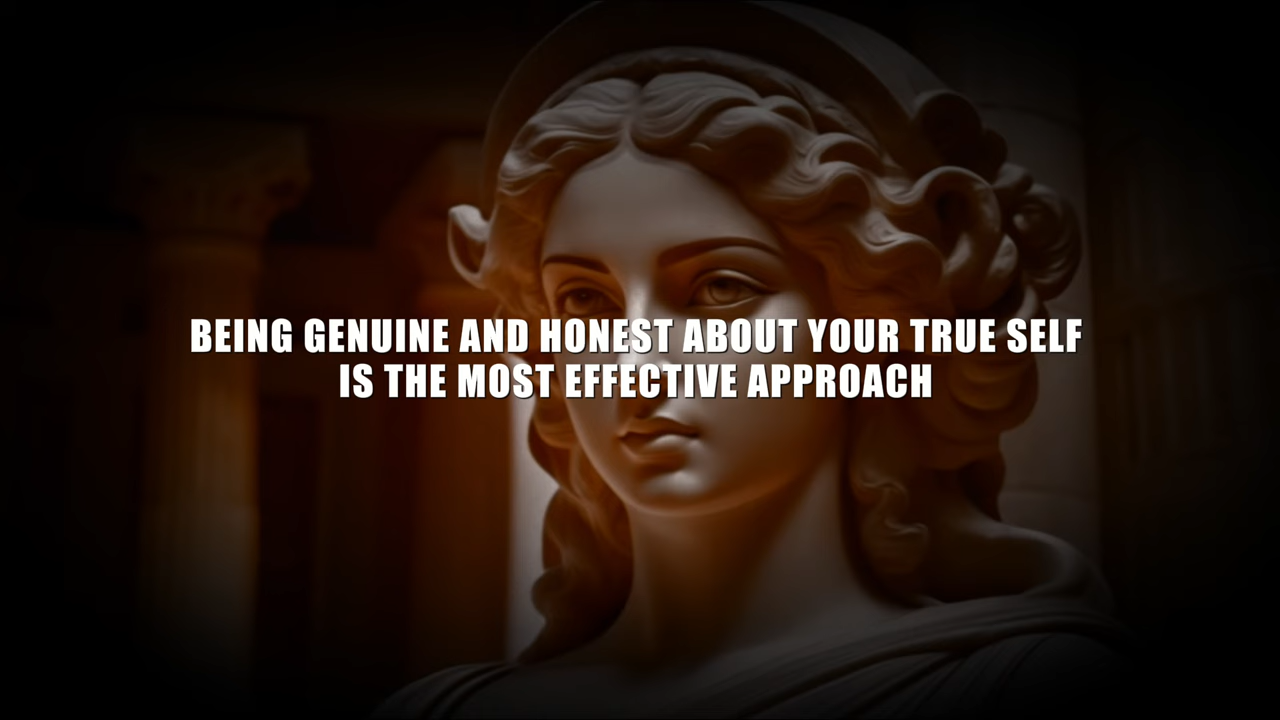 BEING GENUINE AND HONEST ABOUT YOUR TRUE SELF
IS THE MOST EFFECTIVE APPROACH